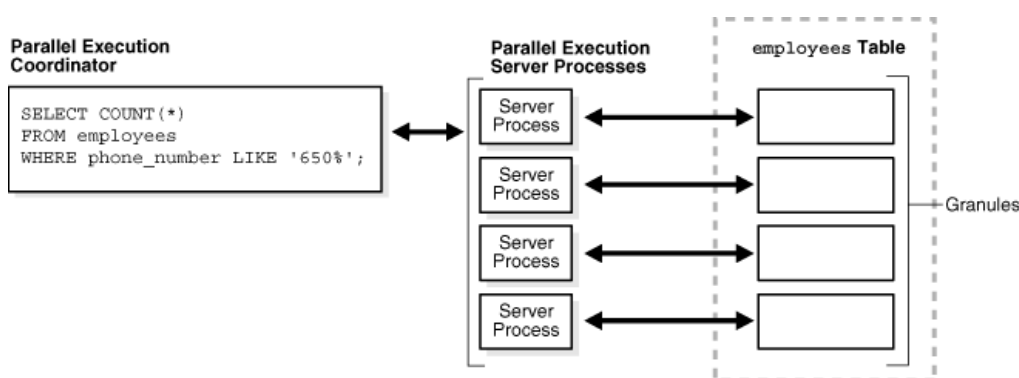 Parallel Execution
Coordinator
SELECT COUNT(*)
FROM employees
WHERE phone_number LIKE '650%';
Parallel Execution
Server Processes
Server
Process
Server
Process
Server
Process
Server
Process
employees Table
Granules